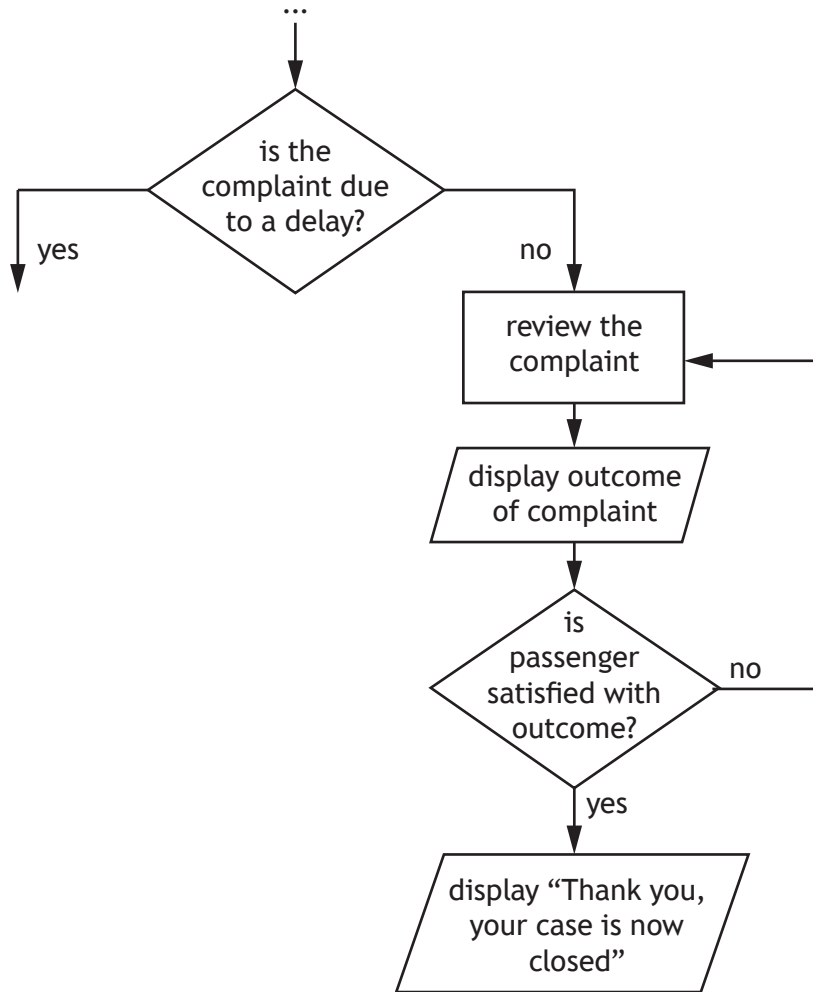 ...
is the
complaint due
to a delay?
yes
no
review the
complaint
display outcome
of complaint
is
passenger
satisfied with
outcome?
no
yes
display “Thank you,
your case is now
closed”